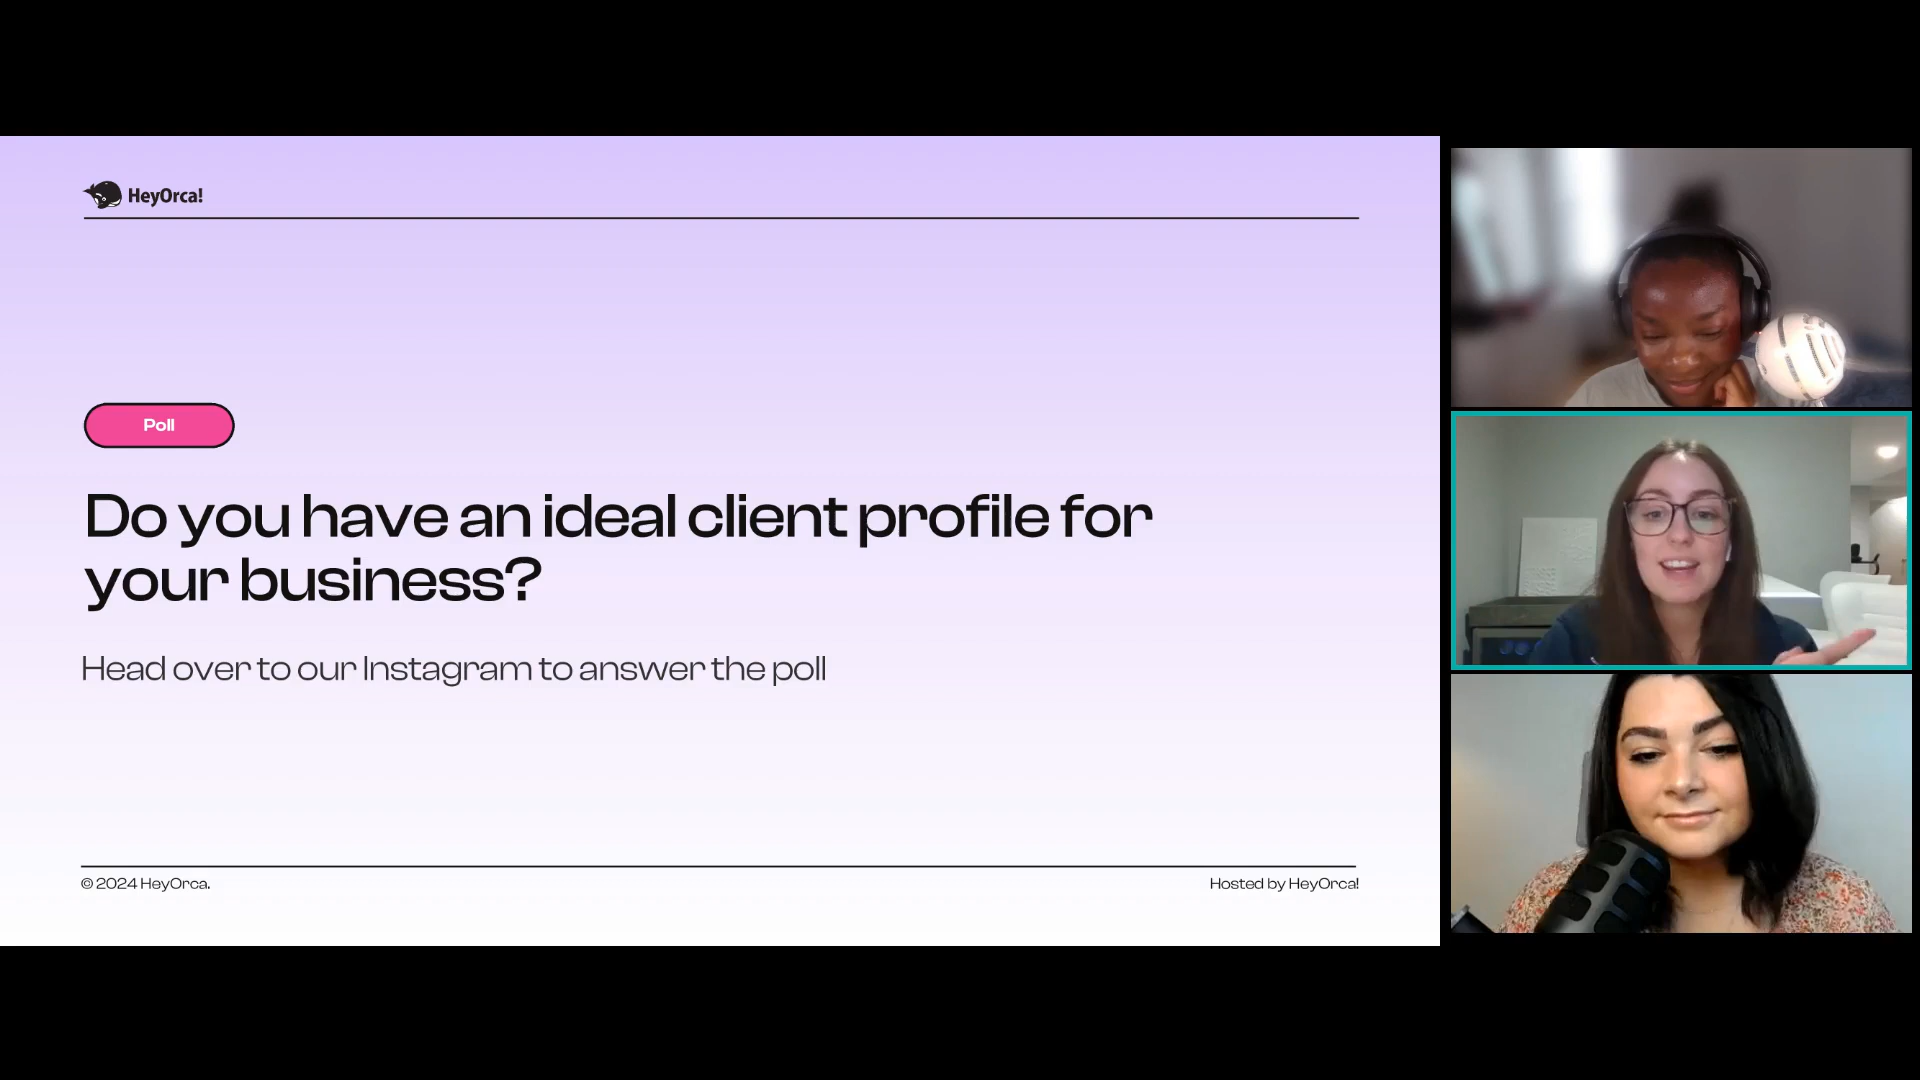 HeyOrca!
Poll
Do you have an ideal client profile for
your business?
Head over to our Instagram to answer the poll
© 2024 HeyOrca.
Hosted by HeyOrca!